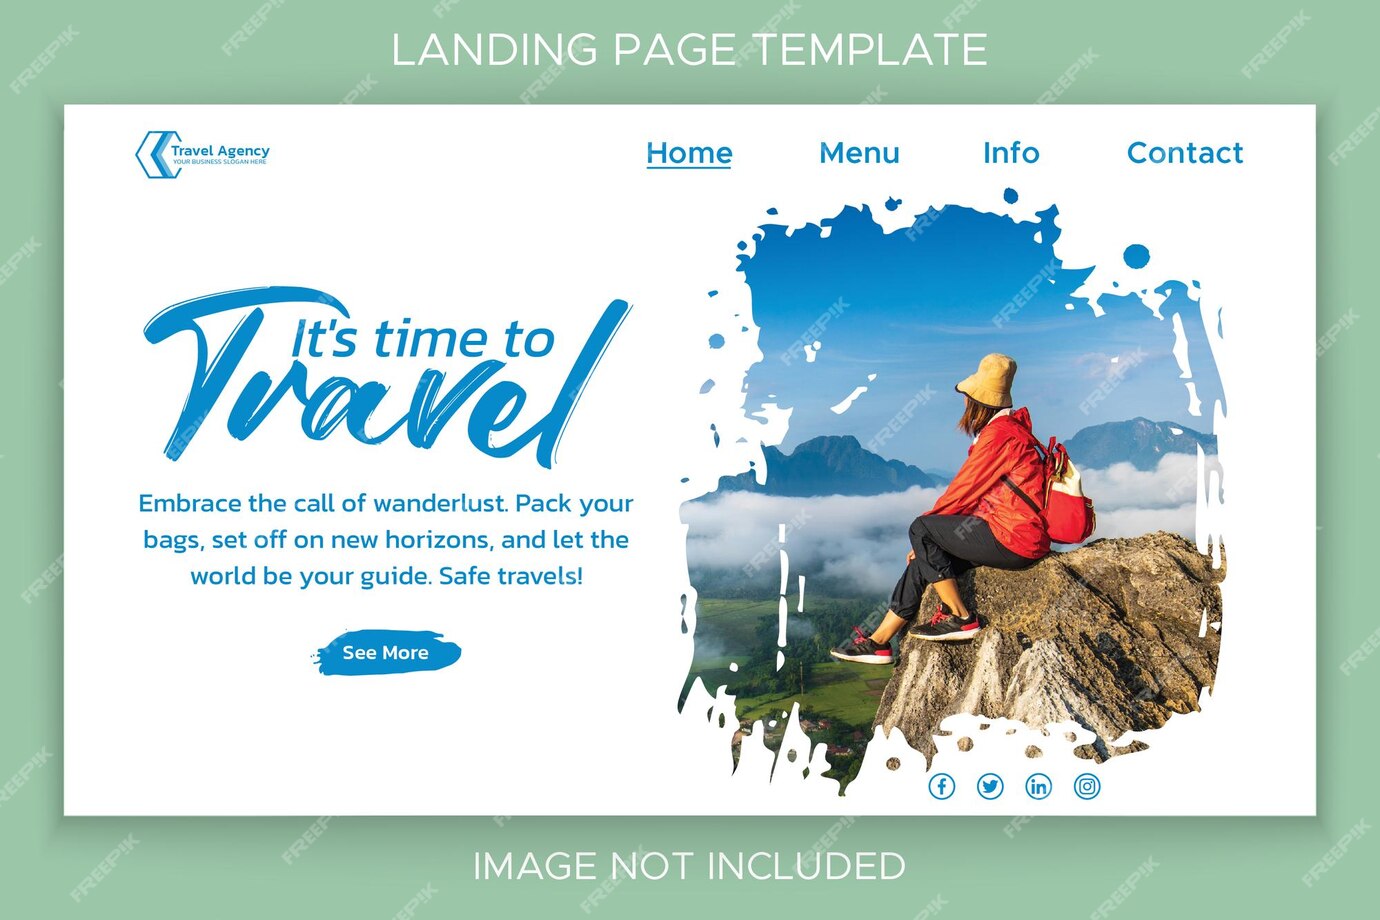 LANDING PAGE TEMPLATE
Travel Agency
YOUR BUSINESS SLOGAN HERE
Home Menu Info Contact
It's time to
Travel
Embrace the call of wanderlust. Pack your
bags, set off on new horizons, and let the
world be your guide. Safe travels!
See More
IMAGE NOT INCLUDED
FREEPIK